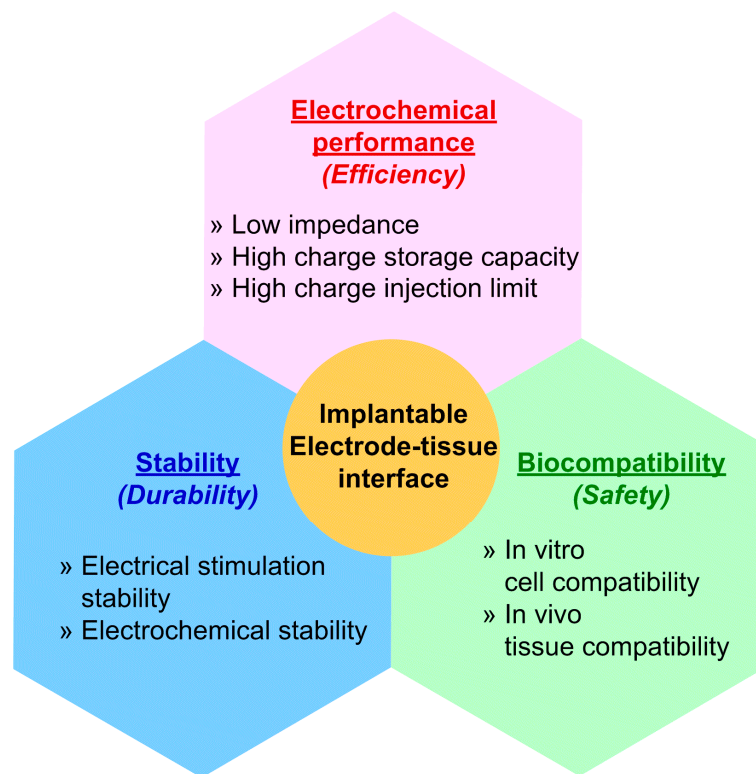 Electrochemical
performance
(Efficiency)
» Low impedance
» High charge storage capacity
» High charge injection limit
Implantable
Electrode-tissue
interface
Stability
(Durability)
» Electrical stimulation
stability
» Electrochemical stability
Biocompatibility
(Safety)
» In vitro
cell compatibility
» In vivo
tissue compatibility